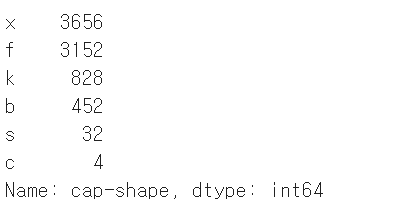 x    3656
f    3152
k     828
b     452
s      32
c       4
Name: cap-shape, dtype: int64